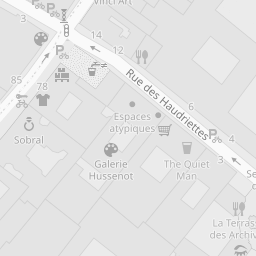 Vinci Art
3
14
12
Rue des Haudriettes
85
78
Espaces
atypiques
6
4
Sobral
Galerie
Hussenot
The Quiet
Man
3
La Terras
des Archiv